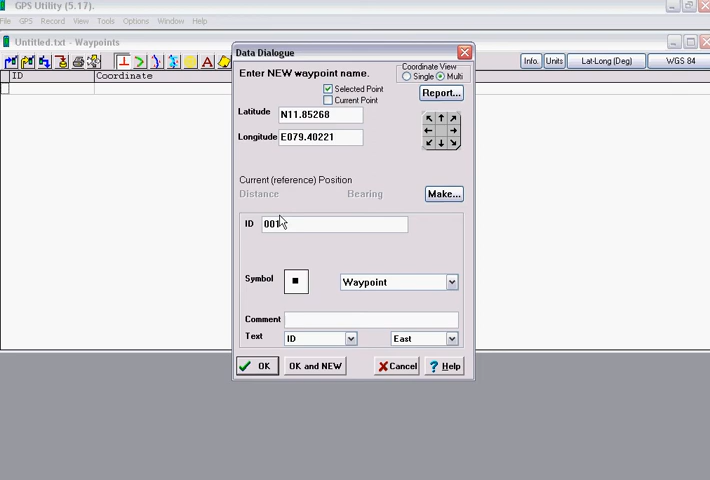 GPS Utility (5.17).
File GPS Record View Tools Options Window Help
Untitled.txt - Waypoints
A Info. Units Lat-Long (Deg) WGS 84
ID Coordinate
Data Dialogue
Enter NEW waypoint name.
Coordinate View
Single Multi
Selected Point
Current Point
Report...
Latitude N11.85268
Longitude E079.40221
Current (reference) Position
Distance Bearing Make...
ID 001
Symbol Waypoint
Comment
Text ID East
OK OK and NEW Cancel ? Help